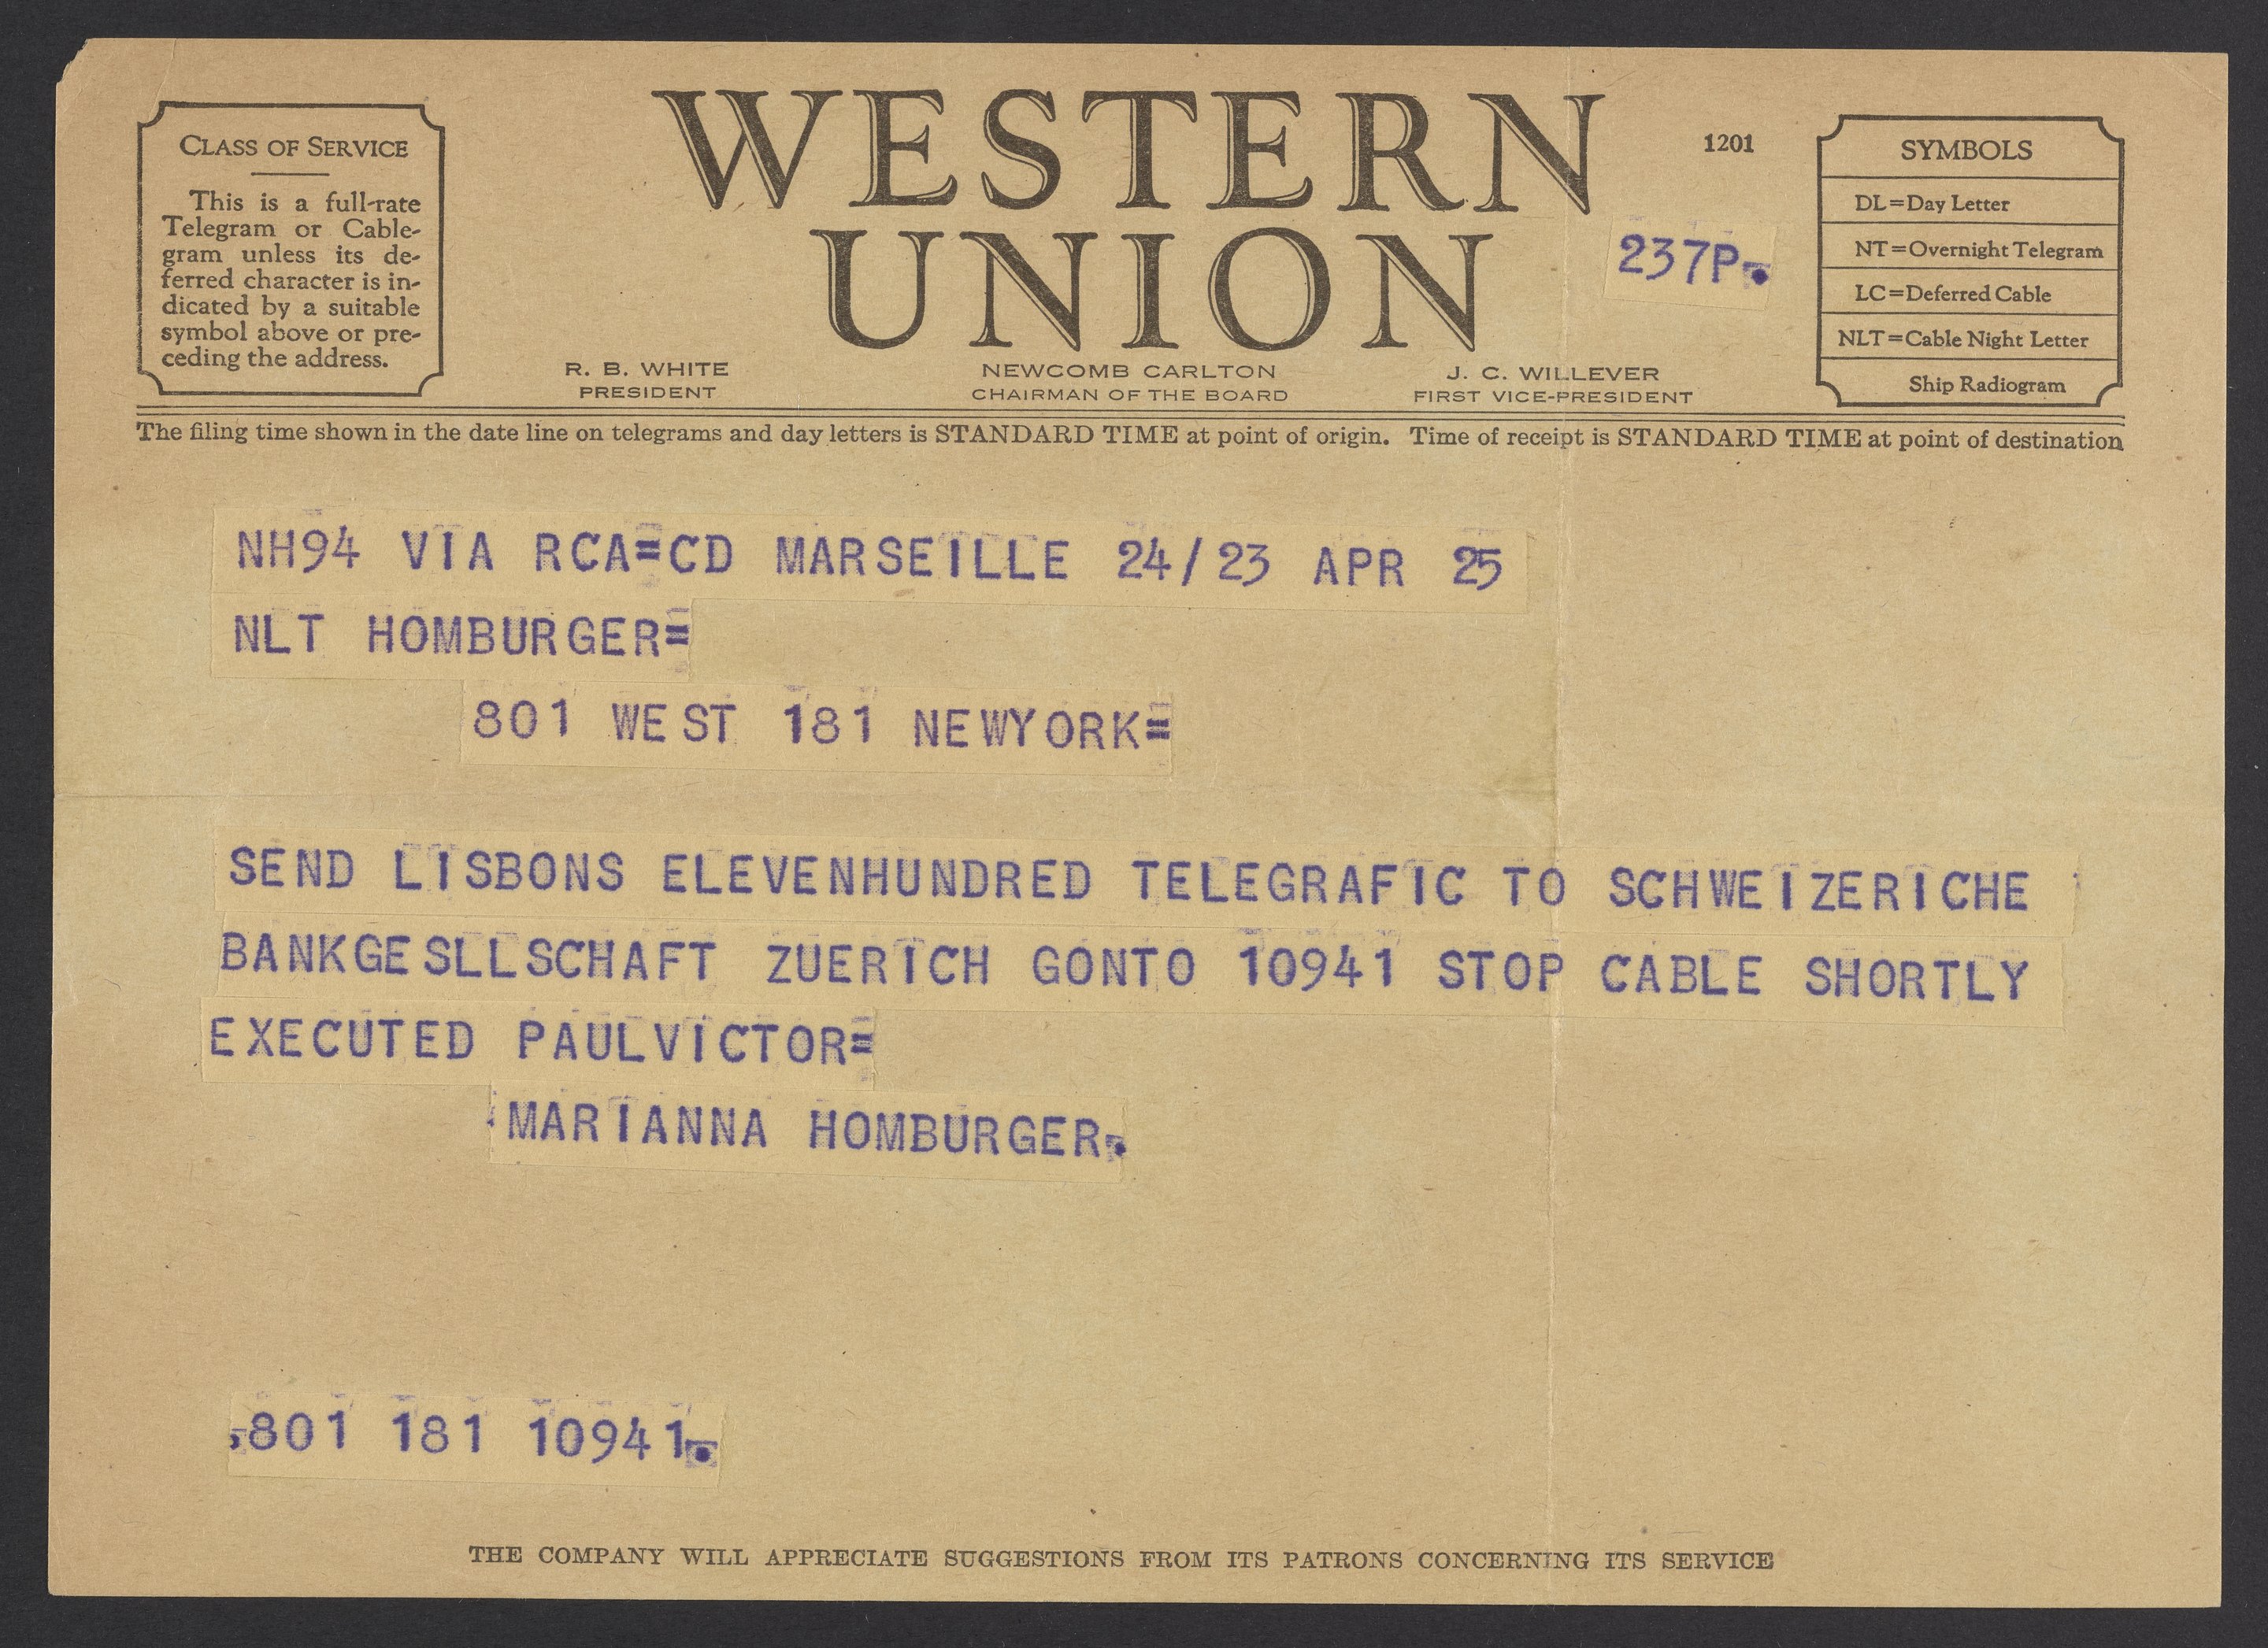 WESTERN
UNION
1201
237P.
CLASS OF SERVICE
This is a full-rate
Telegram or Cable-
gram unless its de-
ferred character is in-
dicated by a suitable
symbol above or pre-
ceding the address.
R. B. WHITE
PRESIDENT
NEWCOMB CARLTON
CHAIRMAN OF THE BOARD
J. C. WILLEVER
FIRST VICE-PRESIDENT
SYMBOLS
DL=Day Letter
NT=Overnight Telegram
LC=Deferred Cable
NLT=Cable Night Letter
Ship Radiogram
The filing time shown in the date line on telegrams and day letters is STANDARD TIME at point of origin. Time of receipt is STANDARD TIME at point of destination
NH94 VIA RCA=CD MARSEILLE 24/23 APR 25
NLT HOMBURGER=
801 WEST 181 NEWYORK=
SEND LISBONS ELEVENHUNDRED TELEGRAFIC TO SCHWEIZERICHE
BANKGESLLSCHAFT ZUERICH GONTO 10941 STOP CABLE SHORTLY
EXECUTED PAULVICTOR=
MARIANNA HOMBURGER.
801 181 10941.
THE COMPANY WILL APPRECIATE SUGGESTIONS FROM ITS PATRONS CONCERNING ITS SERVICE